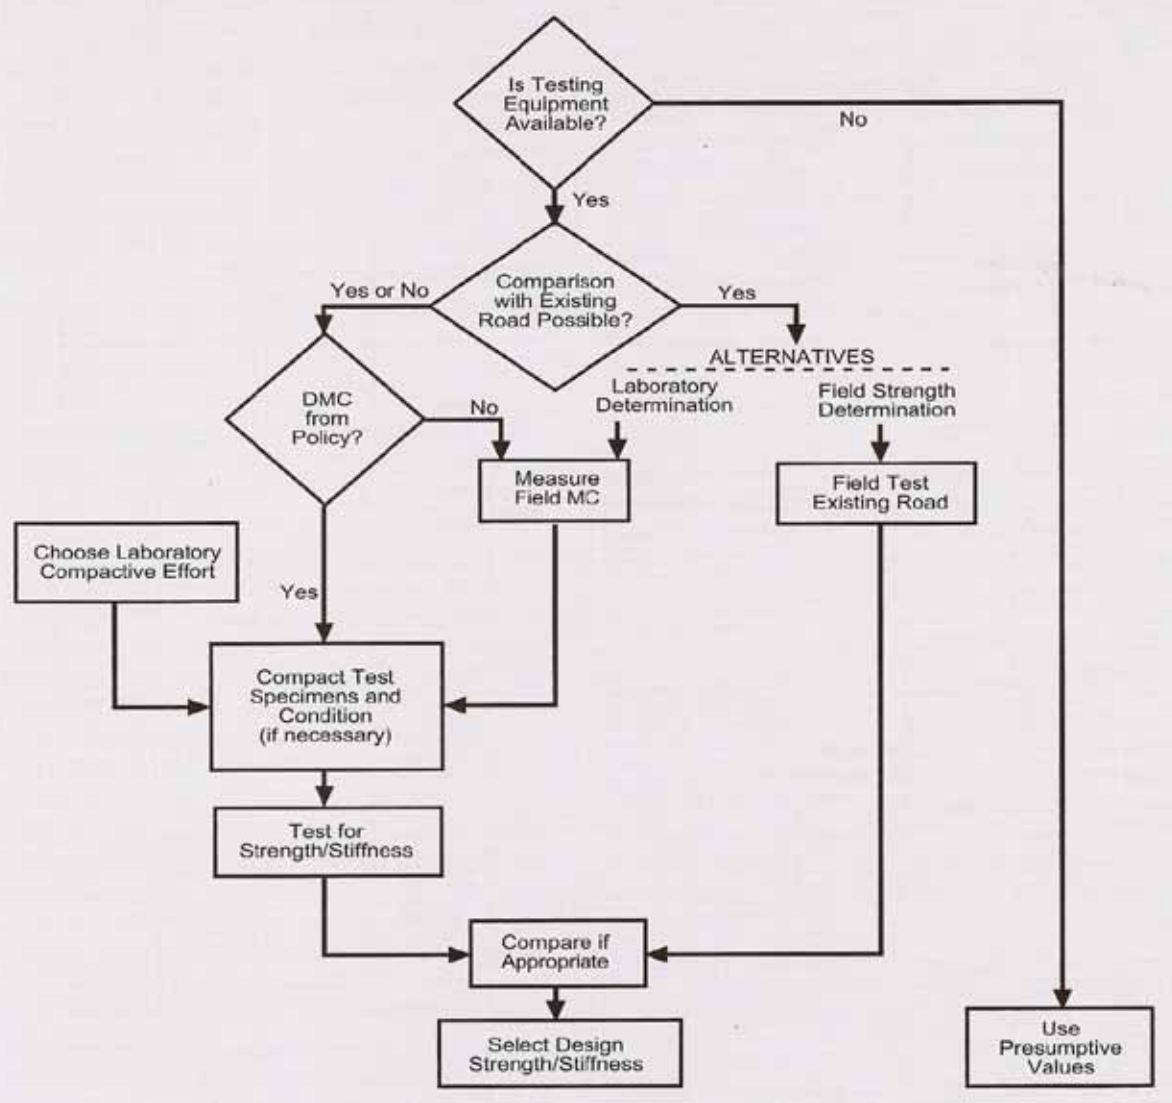 Is Testing
Equipment
Available?
No
Yes
Comparison
with Existing
Road Possible?
Yes or No
Yes
ALTERNATIVES
Laboratory
Determination
Field Strength
Determination
DMC
from
Policy?
No
Measure
Field MC
Field Test
Existing Road
Choose Laboratory
Compactive Effort
Yes
Compact Test
Specimens and
Condition
(if necessary)
Test for
Strength/Stiffness
Compare if
Appropriate
Select Design
Strength/Stiffness
Use
Presumptive
Values